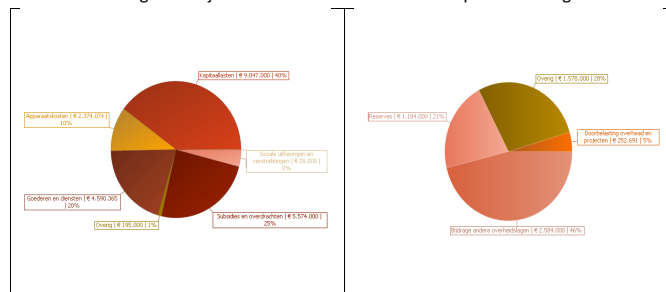 Kapitaallasten | € 9.047.000 | 40%
Apparaatskosten | € 2.374.074 |
10%
Sociale uitkeringen en
verstrekkingen | € 20.000 |
0%
Goederen en diensten | € 4.590.365
| 20%
Subsidies en overdrachten | € 5.574.000 |
25%
Overig | € 195.000 | 1%
Overig | € 1.578.000 | 28%
Reserves | € 1.184.000 | 21%
Doorbelasting overhead en
projecten | € 252.691 | 5%
Bijdrage andere overheidslagen | € 2.584.000 | 46%